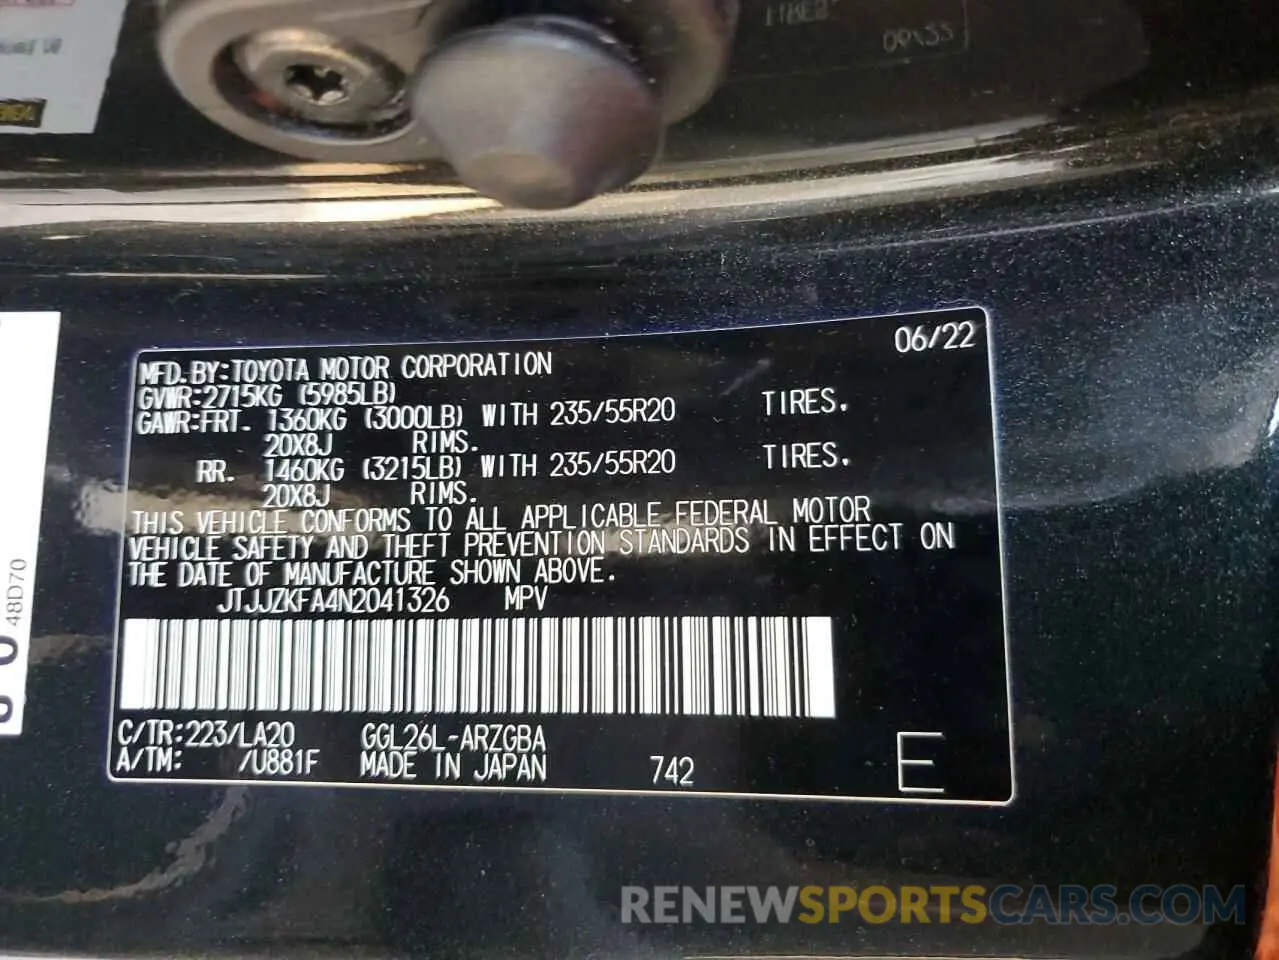 06/22
MFD.BY:TOYOTA MOTOR CORPORATION
GVWR:2715KG (5985LB)
GAWR:FRT. 1360KG (3000LB) WITH 235/55R20 TIRES.
20X8J RIMS.
RR. 1460KG (3215LB) WITH 235/55R20 TIRES.
20X8J RIMS.
THIS VEHICLE CONFORMS TO ALL APPLICABLE FEDERAL MOTOR
VEHICLE SAFETY AND THEFT PREVENTION STANDARDS IN EFFECT ON
THE DATE OF MANUFACTURE SHOWN ABOVE.
JTJJZKFA4N2041326 MPV
C/TR:223/LA20 GGL26L-ARZGBA
A/TM: /U881F MADE IN JAPAN 742 E
48D70
RENEWSPORTSCARS.COM